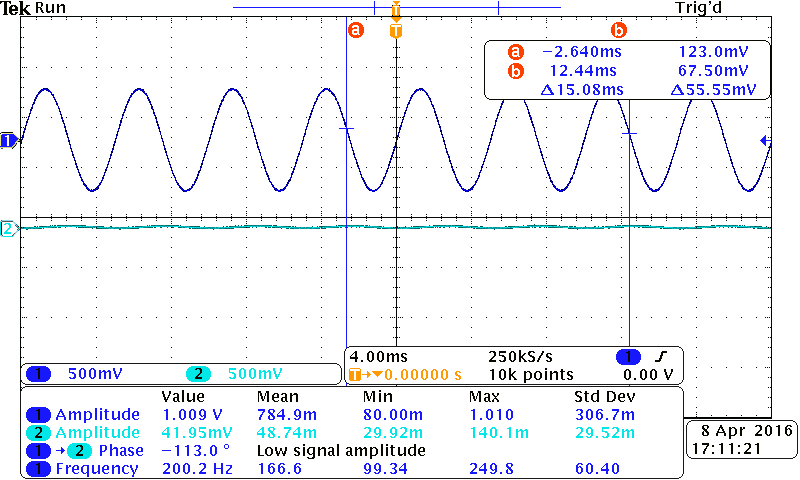 Tek Run Trig'd
a b
T
T
a −2.640ms 123.0mV
b 12.44ms 67.50mV
Δ15.08ms Δ55.55mV
1
2
1 500mV 2 500mV
4.00ms 250kS/s 1
T→▼0.00000 s 10k points 0.00 V
Value Mean Min Max Std Dev
1 Amplitude 1.009 V 784.9m 80.00m 1.010 306.7m
2 Amplitude 41.95mV 48.74m 29.92m 140.1m 29.52m
1 → 2 Phase −113.0 ° Low signal amplitude
1 Frequency 200.2 Hz 166.6 99.34 249.8 60.40
8 Apr 2016
17:11:21